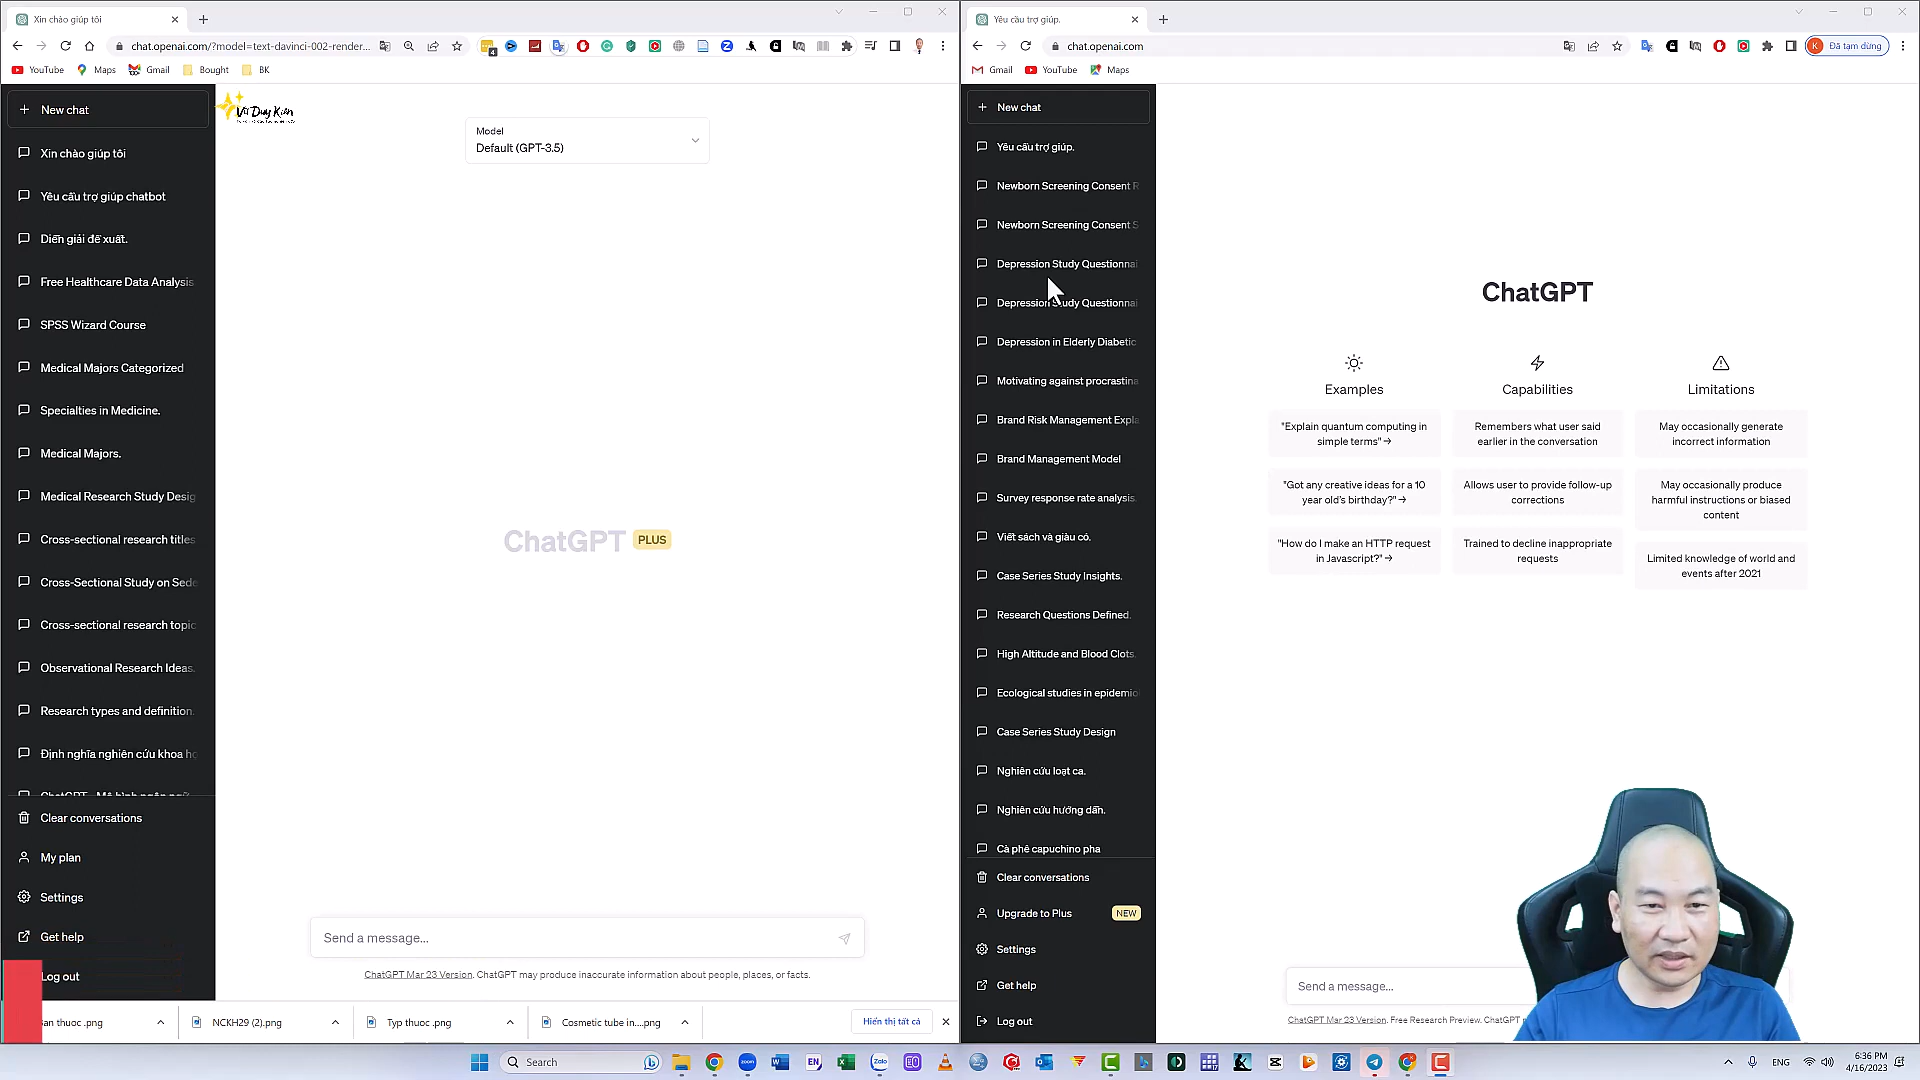 Xin chào giúp tôi
chat.openai.com/?model=text-davinci-002-render...
YouTube
Maps
Gmail
Bought
BK
New chat
Xin chào giúp tôi
Yêu cầu trợ giúp chatbot
Diễn giải đề xuất.
Free Healthcare Data Analysis
SPSS Wizard Course
Medical Majors Categorized
Specialties in Medicine.
Medical Majors.
Medical Research Study Desig
Cross-sectional research titles
Cross-Sectional Study on Sede
Cross-sectional research topic
Observational Research Ideas.
Research types and definition.
Định nghĩa nghiên cứu khoa họ
Clear conversations
My plan
Settings
Get help
Log out
Vũ Duy Kiên
Model
Default (GPT-3.5)
ChatGPT PLUS
Send a message...
ChatGPT Mar 23 Version. ChatGPT may produce inaccurate information about people, places, or facts.
an thuoc .png
NCKH29 (2).png
Typ thuoc .png
Cosmetic tube in....png
Hiển thị tất cả
Yêu cầu trợ giúp.
chat.openai.com
K Đã tạm dừng
Gmail
YouTube
Maps
New chat
Yêu cầu trợ giúp.
Newborn Screening Consent R
Newborn Screening Consent S
Depression Study Questionnai
Depression Study Questionnai
Depression in Elderly Diabetic
Motivating against procrastina
Brand Risk Management Expla
Brand Management Model
Survey response rate analysis.
Viết sách và giàu có.
Case Series Study Insights.
Research Questions Defined.
High Altitude and Blood Clots.
Ecological studies in epidemio
Case Series Study Design
Nghiên cứu loạt ca.
Nghiên cứu hướng dẫn.
Cà phê capuchino pha
Clear conversations
Upgrade to Plus NEW
Settings
Get help
Log out
ChatGPT
Examples
"Explain quantum computing in
simple terms" →
"Got any creative ideas for a 10
year old's birthday?" →
"How do I make an HTTP request
in Javascript?" →
Capabilities
Remembers what user said
earlier in the conversation
Allows user to provide follow-up
corrections
Trained to decline inappropriate
requests
Limitations
May occasionally generate
incorrect information
May occasionally produce
harmful instructions or biased
content
Limited knowledge of world and
events after 2021
Send a message...
ChatGPT Mar 23 Version. Free Research Preview. ChatGPT
Search
ENG
6:36 PM
4/16/2023